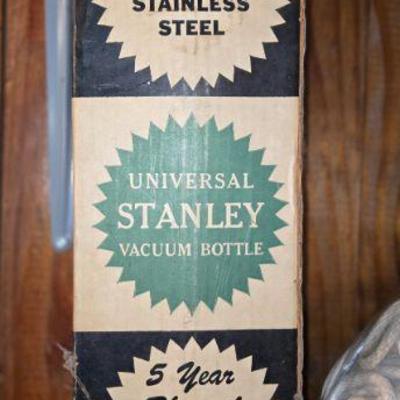 STAINLESS
STEEL
UNIVERSAL
STANLEY
VACUUM BOTTLE
5 Year